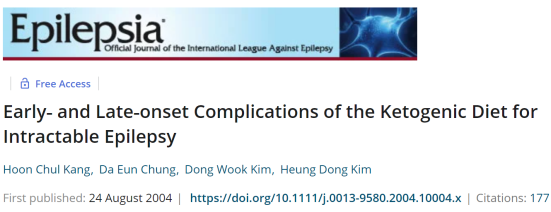 Epilepsia
Official Journal of the International League Against Epilepsy
Free Access
Early- and Late-onset Complications of the Ketogenic Diet for
Intractable Epilepsy
Hoon Chul Kang, Da Eun Chung, Dong Wook Kim, Heung Dong Kim
First published: 24 August 2004 | https://doi.org/10.1111/j.0013-9580.2004.10004.x | Citations: 177